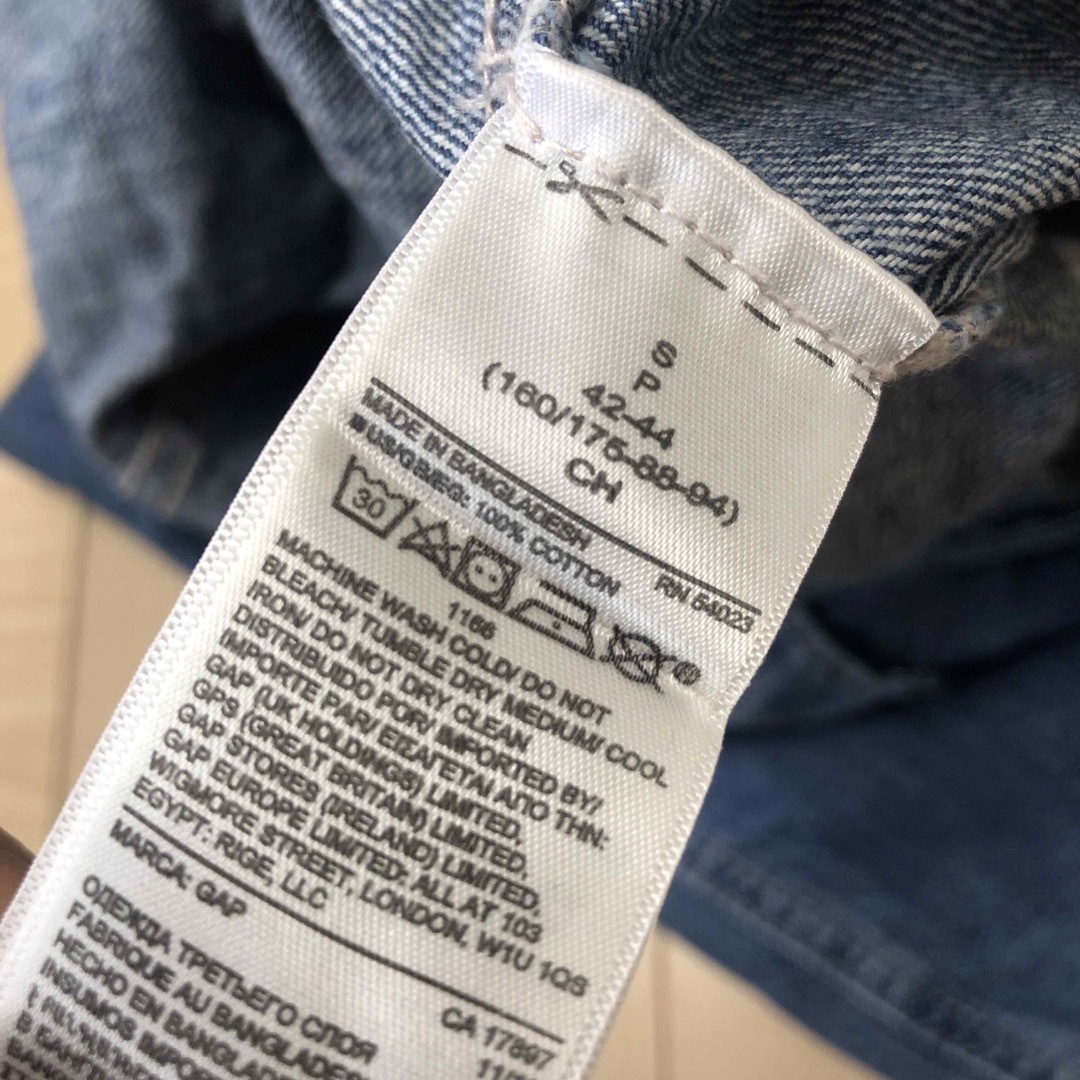 S
P
42-44
(160/175-88-94)
CH
MADE IN BANGLADESH RN 54023
#US/GB/EG: 100% COTTON
30
1166
MACHINE WASH COLD/ DO NOT
BLEACH/ TUMBLE DRY MEDIUM/ COOL
IRON/ DO NOT DRY CLEAN
DISTRIBUIDO POR/ IMPORTED BY/
IMPORTE PAR/ ΕΙΣΑΓΕΤΑΙ ΑΠΟ ΤΗΝ:
GAP (UK HOLDINGS) LIMITED,
GPS (GREAT BRITAIN) LIMITED,
GAP STORES (IRELAND) LIMITED,
GAP EUROPE LIMITED: ALL AT 103
WIGMORE STREET, LONDON, W1U 1QS
EGYPT: RIGE, LLC
MARCA: GAP CA 17897
ОДЕЖДА ТРЕТЬЕГО СЛОЯ
FABRIQUE AU BANGLADESH
HECHO EN BANGLADESH
INSUMOS